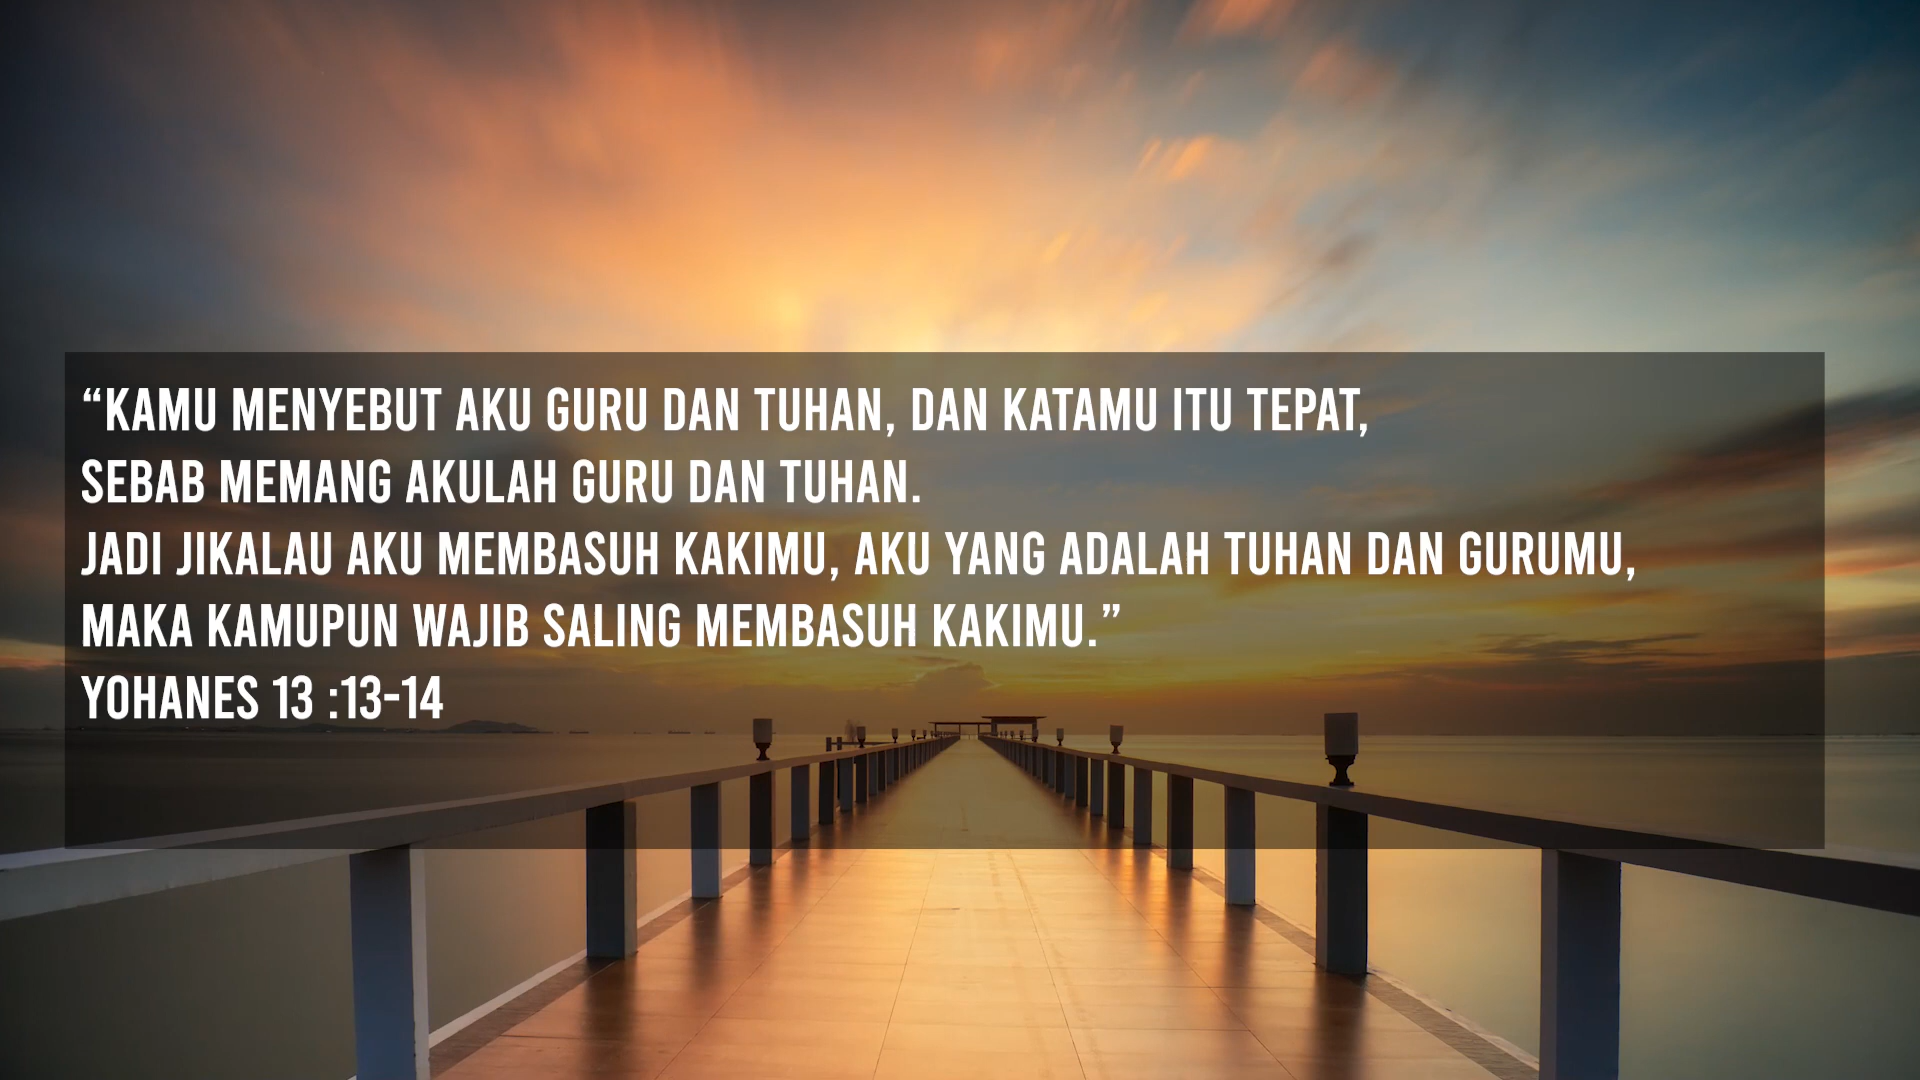 “KAMU MENYEBUT AKU GURU DAN TUHAN, DAN KATAMU ITU TEPAT,
SEBAB MEMANG AKULAH GURU DAN TUHAN.
JADI JIKALAU AKU MEMBASUH KAKIMU, AKU YANG ADALAH TUHAN DAN GURUMU,
MAKA KAMUPUN WAJIB SALING MEMBASUH KAKIMU.”
YOHANES 13 :13-14